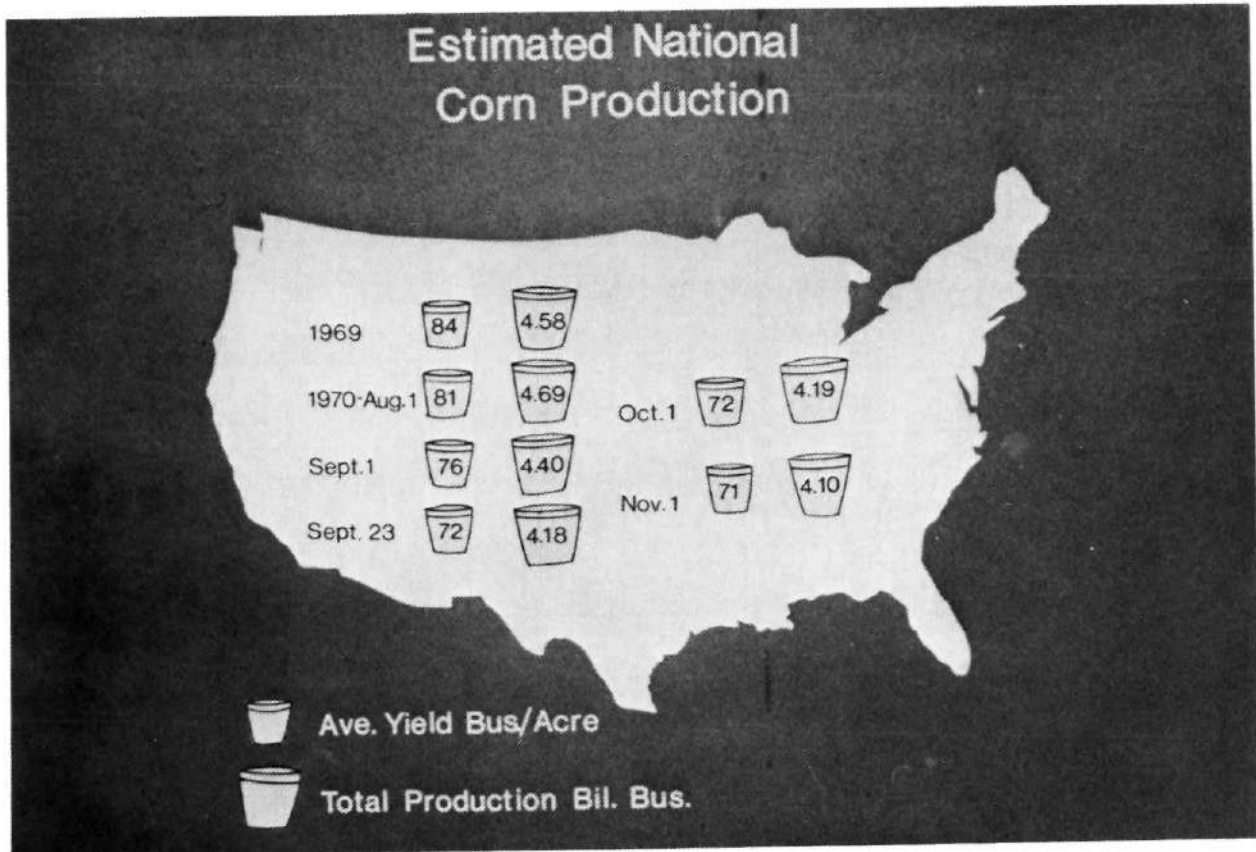 Estimated National
Corn Production
1969 84 4.58
1970-Aug.1 81 4.69
Sept.1 76 4.40
Sept. 23 72 4.18
Oct.1 72 4.19
Nov.1 71 4.10
Ave. Yield Bus/Acre
Total Production Bil. Bus.